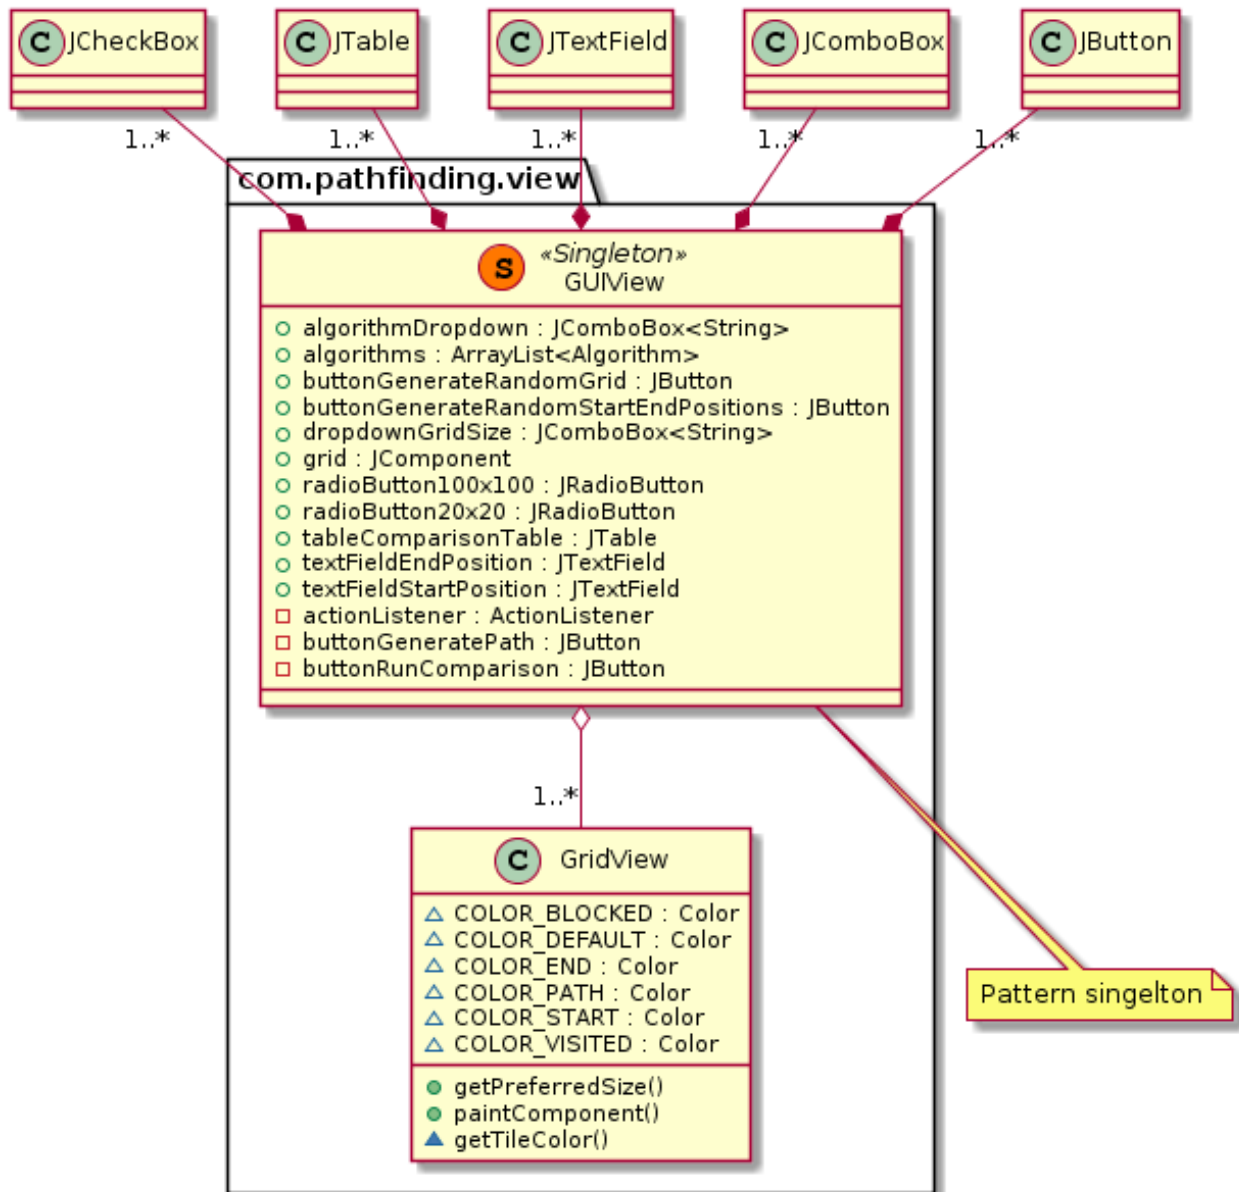 C JCheckBox
C JTable
C JTextField
C JComboBox
C JButton
1..*
1..*
1..*
1..*
1..*
com.pathfinding.view
S «Singleton»
GUIView
algorithmDropdown : JComboBox<String>
algorithms : ArrayList<Algorithm>
buttonGenerateRandomGrid : JButton
buttonGenerateRandomStartEndPositions : JButton
dropdownGridSize : JComboBox<String>
grid : JComponent
radioButton100x100 : JRadioButton
radioButton20x20 : JRadioButton
tableComparisonTable : JTable
textFieldEndPosition : JTextField
textFieldStartPosition : JTextField
actionListener : ActionListener
buttonGeneratePath : JButton
buttonRunComparison : JButton
1..*
C GridView
COLOR_BLOCKED : Color
COLOR_DEFAULT : Color
COLOR_END : Color
COLOR_PATH : Color
COLOR_START : Color
COLOR_VISITED : Color
getPreferredSize()
paintComponent()
getTileColor()
Pattern singelton